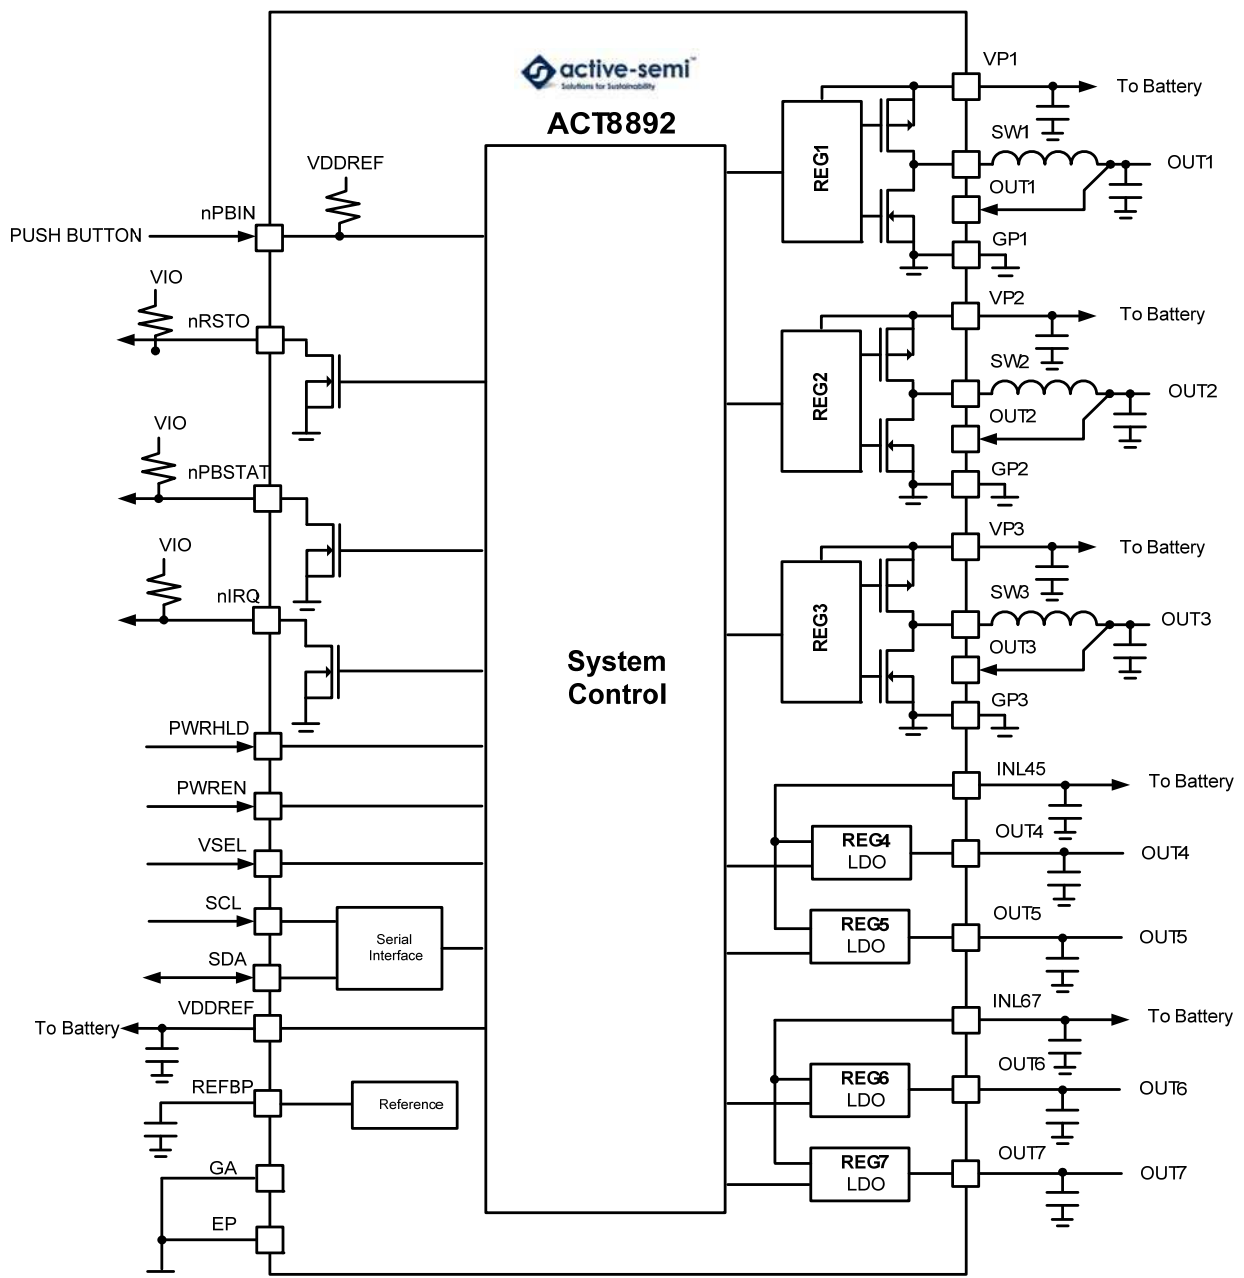 active-semi™
Solutions for Sustainability
ACT8892
System
Control
VDDREF
nPBIN
PUSH BUTTON
VIO
nRSTO
VIO
nPBSTAT
VIO
nIRQ
PWRHLD
PWREN
VSEL
SCL
SDA
Serial
Interface
VDDREF
To Battery
REFBP
Reference
GA
EP
REG1
VP1
To Battery
SW1
OUT1
OUT1
GP1
REG2
VP2
To Battery
SW2
OUT2
OUT2
GP2
REG3
VP3
To Battery
SW3
OUT3
OUT3
GP3
INL45
To Battery
REG4
LDO
OUT4
OUT4
REG5
LDO
OUT5
OUT5
INL67
To Battery
REG6
LDO
OUT6
OUT6
REG7
LDO
OUT7
OUT7